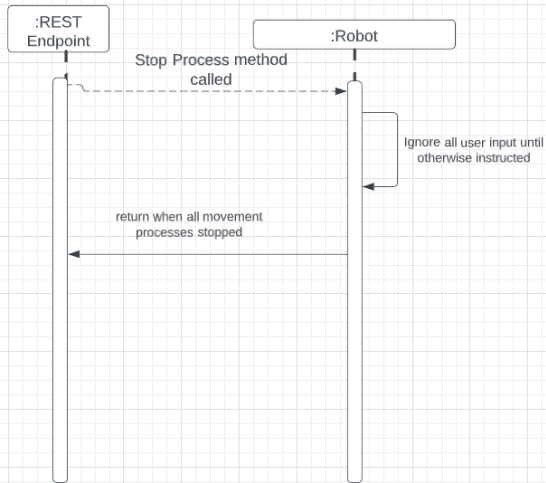 :REST
Endpoint
:Robot
Stop Process method
called
Ignore all user input until
otherwise instructed
return when all movement
processes stopped